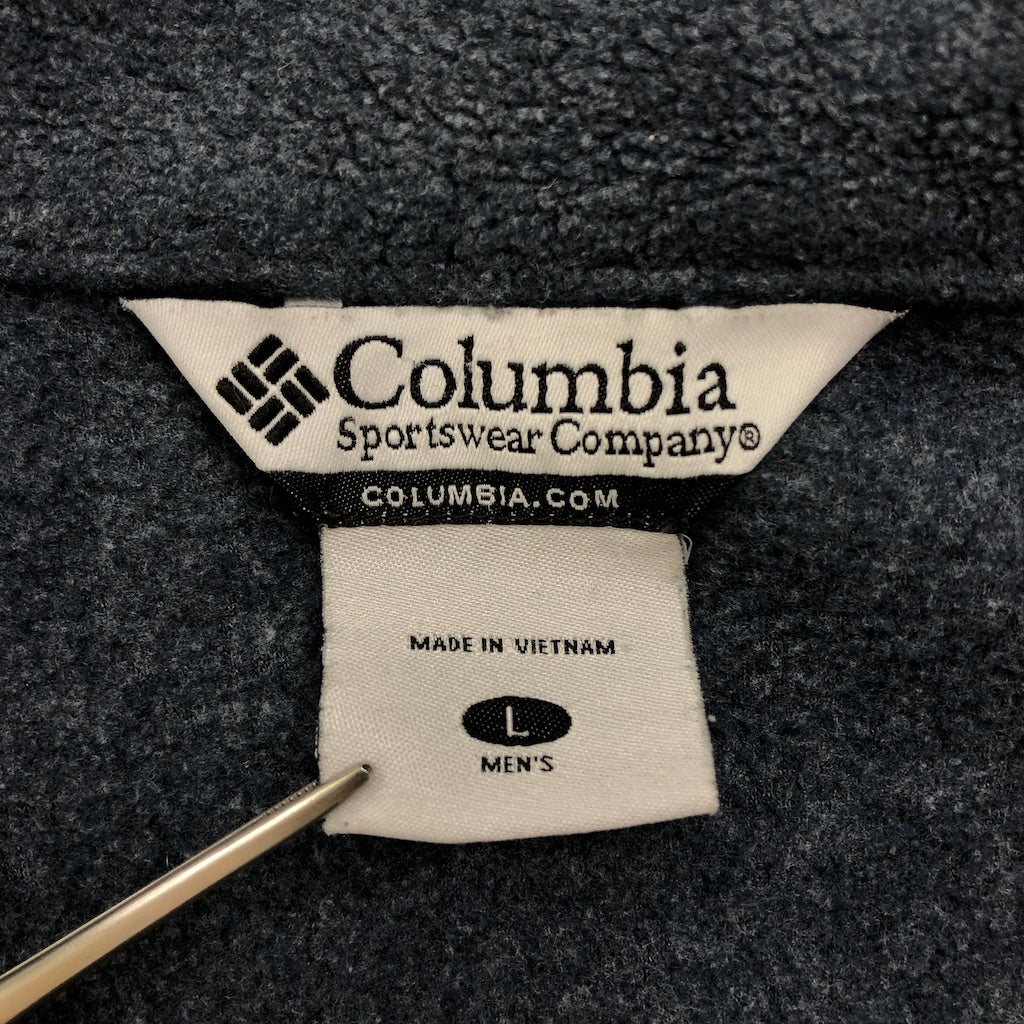 Columbia
Sportswear Company®
COLUMBIA.COM
MADE IN VIETNAM
L
MEN'S